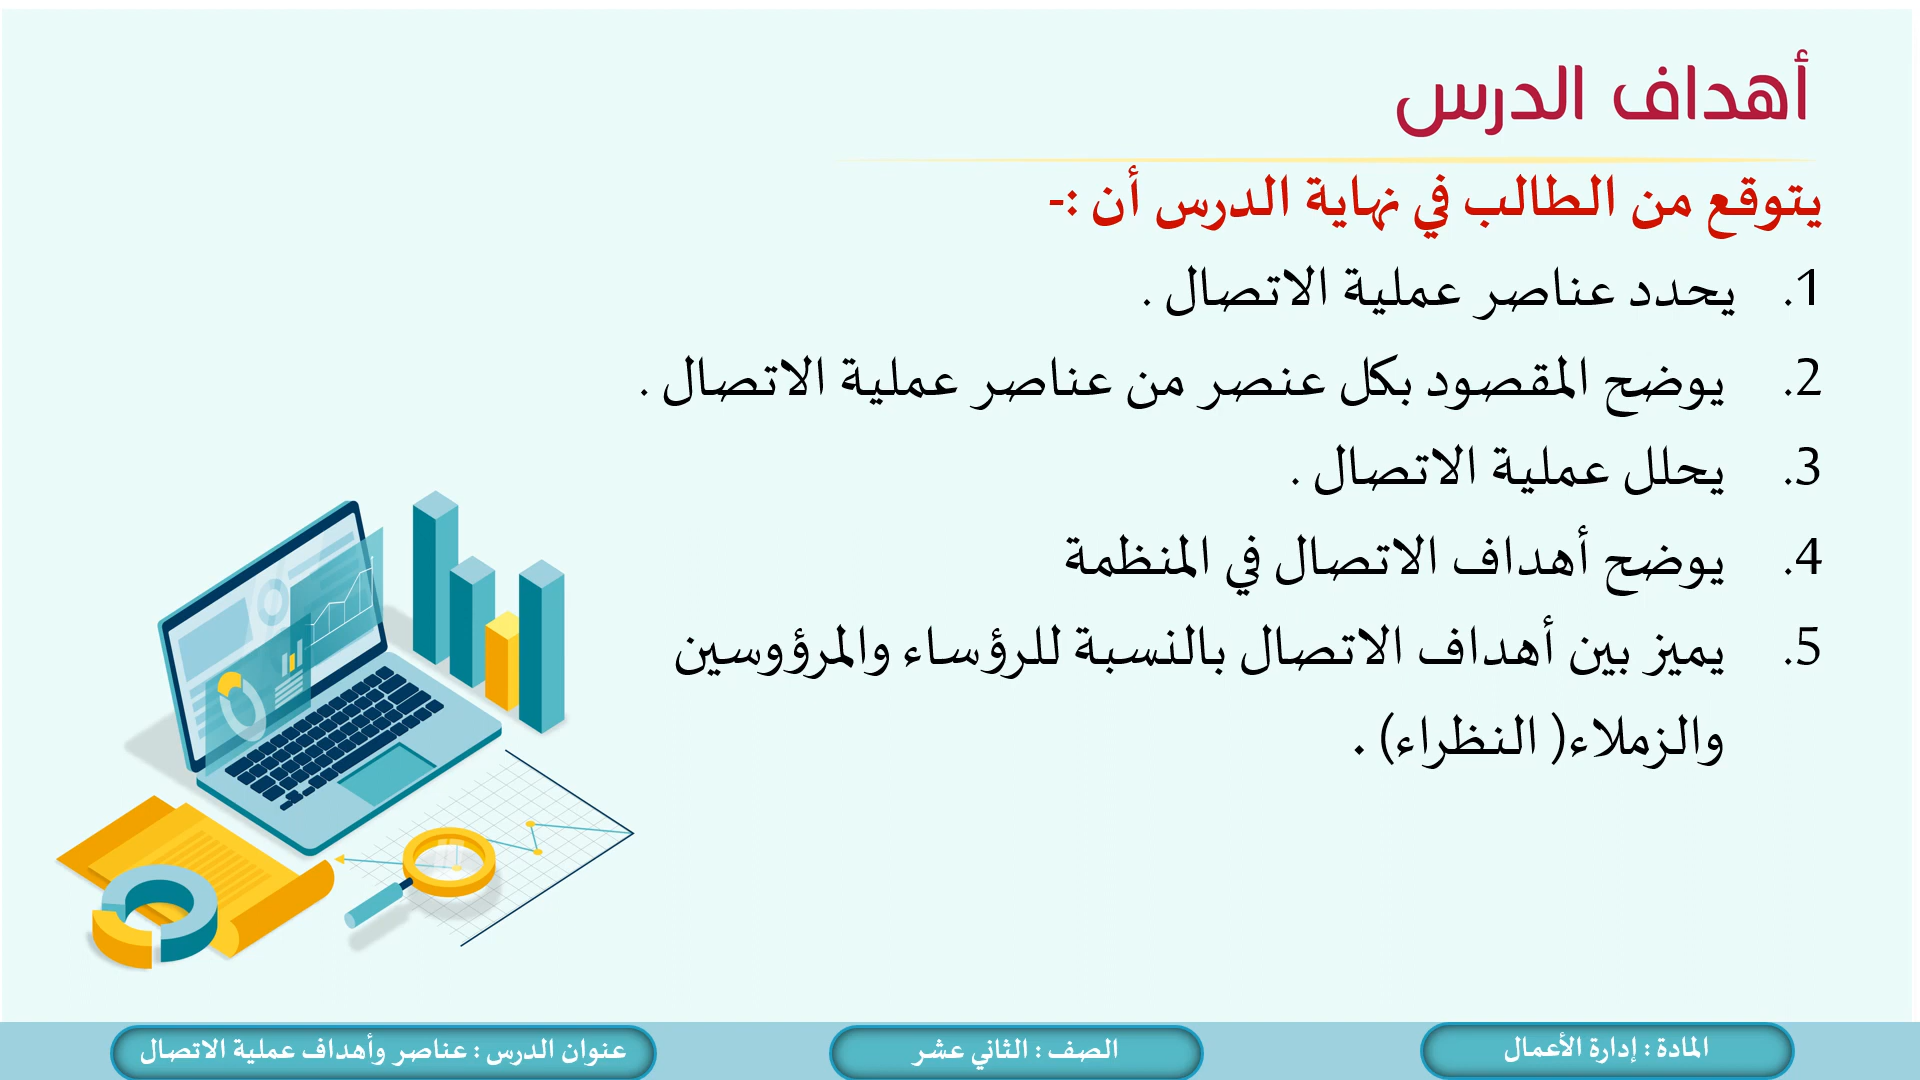 أهداف الدرس
يتوقع من الطالب في نهاية الدرس أن :-
1. يحدد عناصر عملية الاتصال .
2. يوضح المقصود بكل عنصر من عناصر عملية الاتصال .
3. يحلل عملية الاتصال .
4. يوضح أهداف الاتصال في المنظمة
5. يميز بين أهداف الاتصال بالنسبة للرؤساء والمرؤوسين
والزملاء( النظراء) .
المادة : إدارة الأعمال
الصف : الثاني عشر
عنوان الدرس : عناصر وأهداف عملية الاتصال